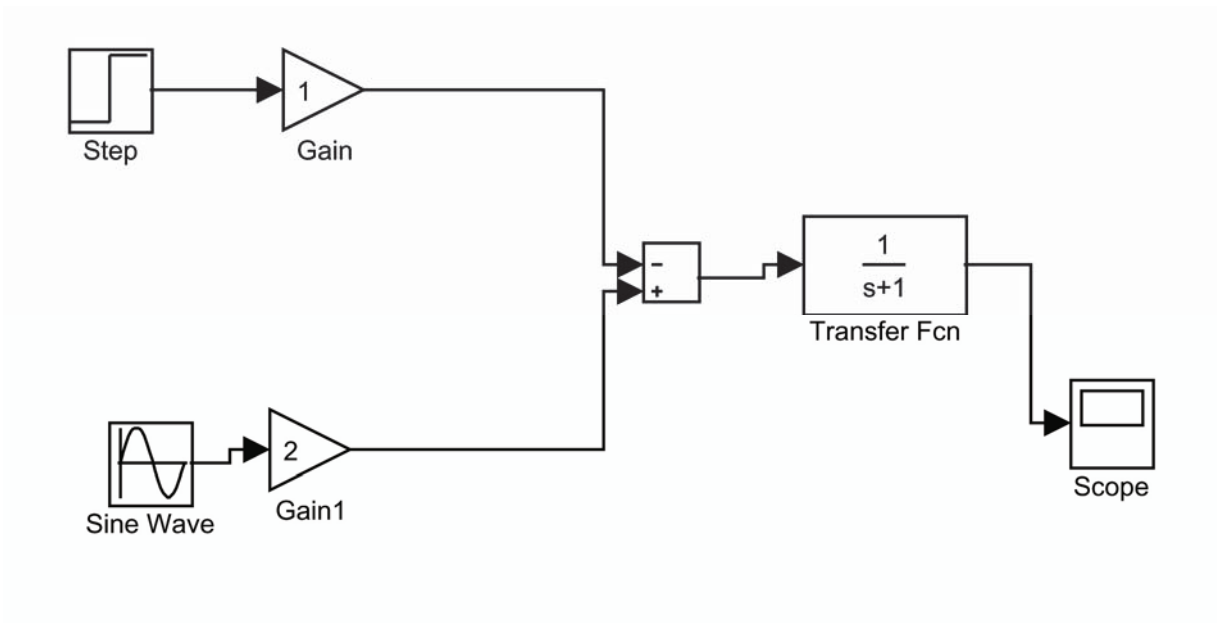 1
Step
Gain
−
+
1
s+1
Transfer Fcn
2
Sine Wave
Gain1
Scope